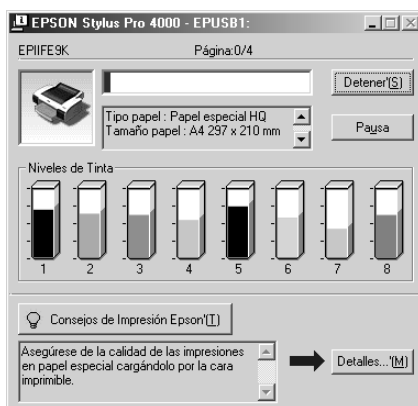 EPSON Stylus Pro 4000 - EPUSB1:
EPIIFE9K Página:0/4
Detener'(S)
Tipo papel : Papel especial HQ
Tamaño papel : A4 297 x 210 mm
Pausa
Niveles de Tinta
1 2 3 4 5 6 7 8
Consejos de Impresión Epson'(T)
Asegúrese de la calidad de las impresiones
en papel especial cargándolo por la cara
imprimible.
Detalles...'(M)